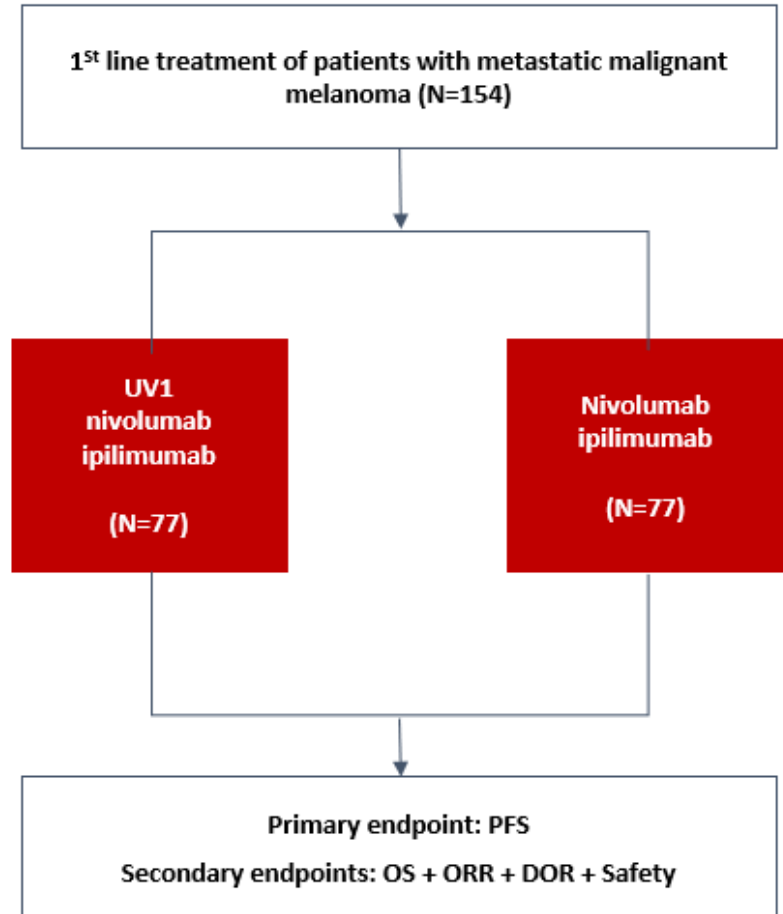 1St line treatment of patients with metastatic malignant
melanoma (N=154)
UV1
nivolumab
ipilimumab
(N=77)
Nivolumab
ipilimumab
(N=77)
Primary endpoint: PFS
Secondary endpoints: OS + ORR + DOR + Safety